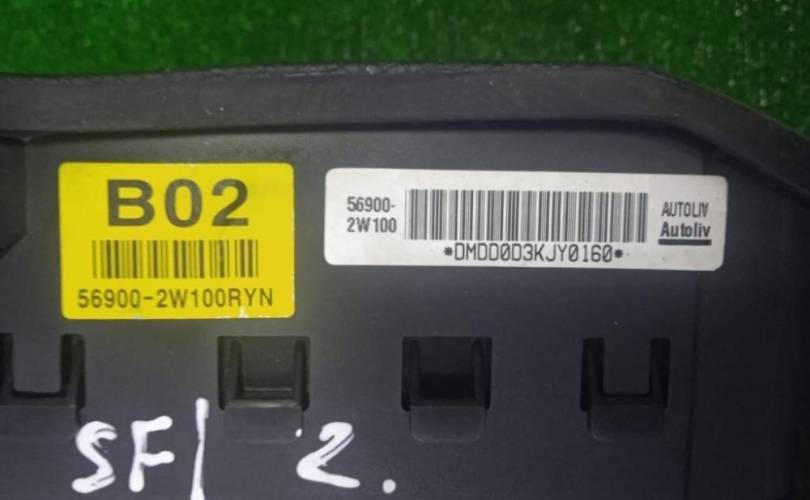 B02
56900-2W100RYN
56900-
2W100
*DMDD0D3KJY0160*
AUTOLIV
Autoliv
SF/ 2.